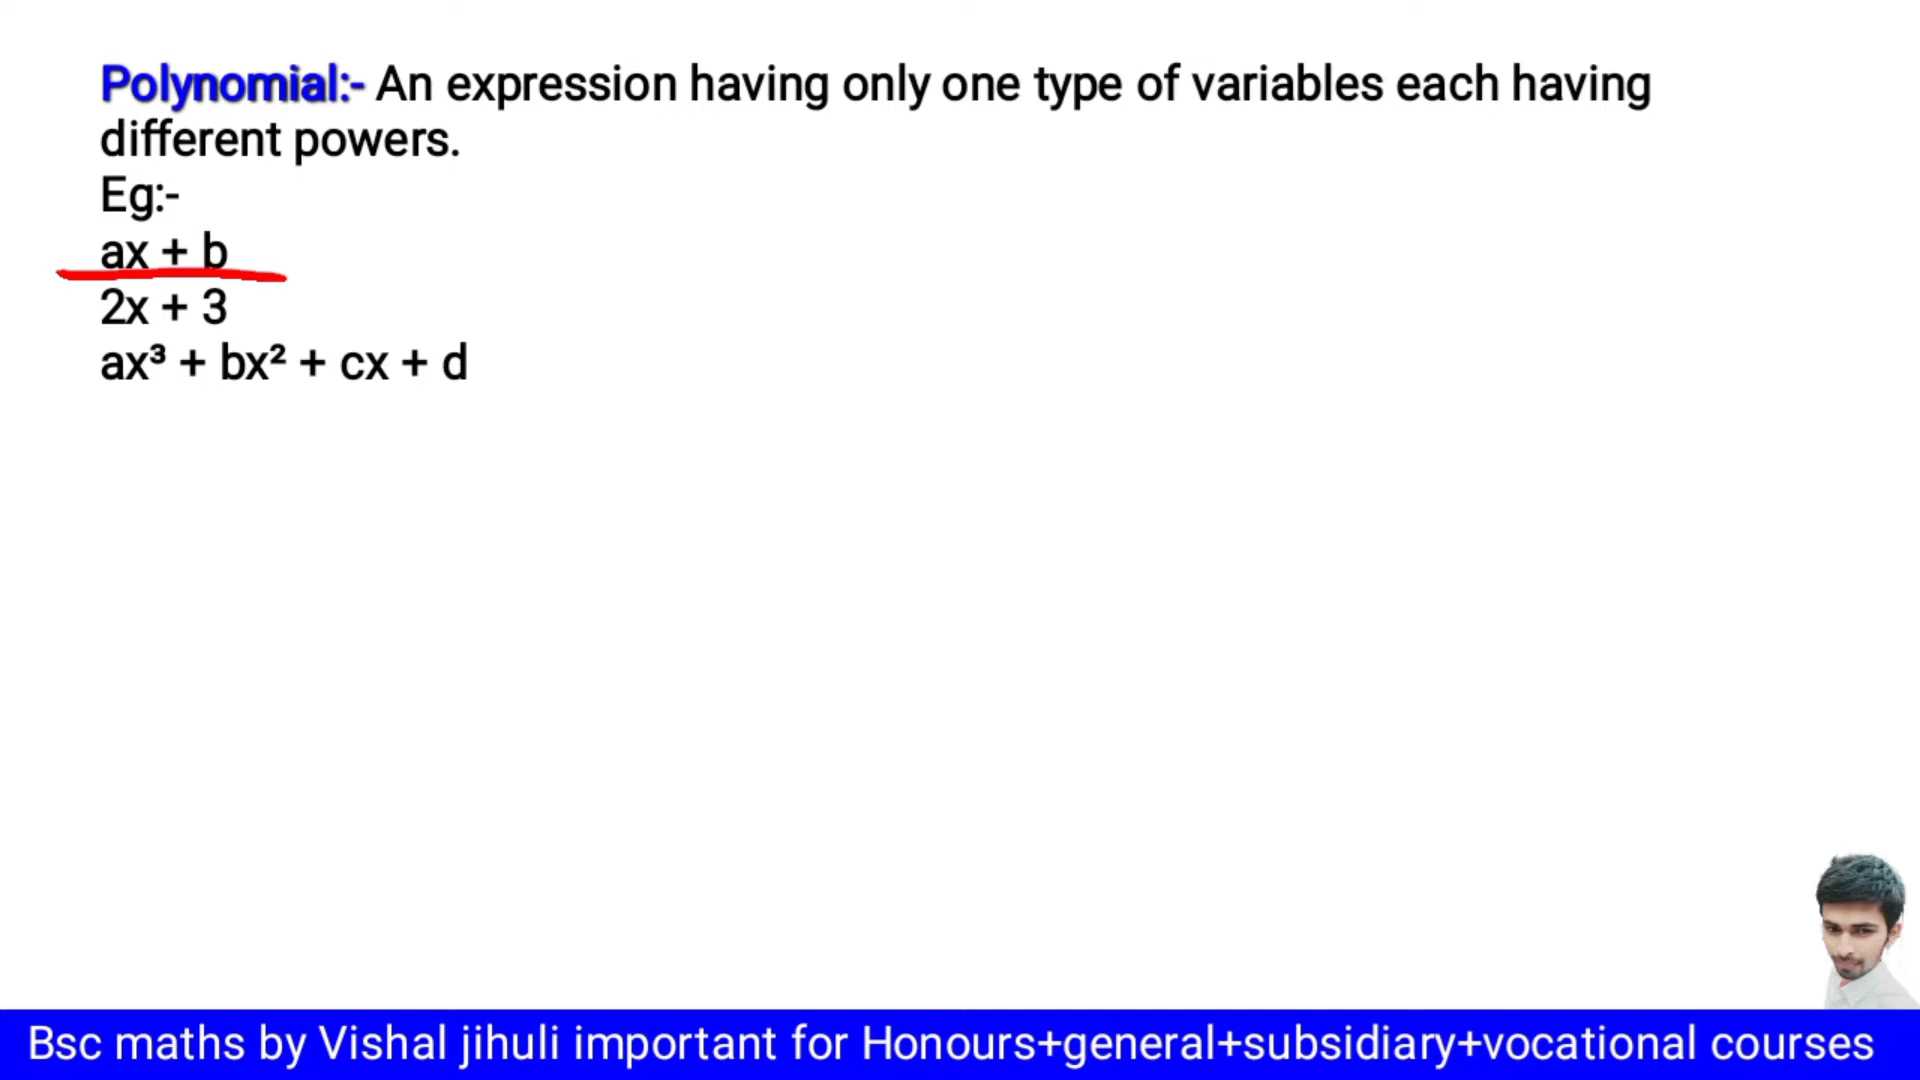 Polynomial:- An expression having only one type of variables each having
different powers.
Eg:-
ax + b
2x + 3
ax³ + bx² + cx + d
Bsc maths by Vishal jihuli important for Honours+general+subsidiary+vocational courses